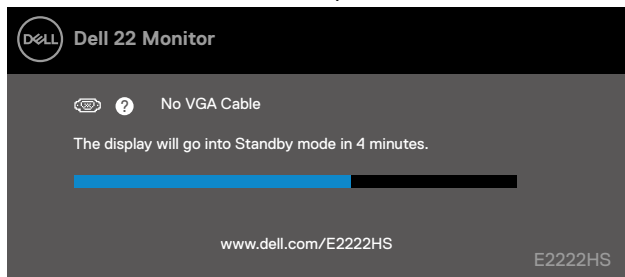 DELL Dell 22 Monitor
? No VGA Cable
The display will go into Standby mode in 4 minutes.
www.dell.com/E2222HS
E2222HS